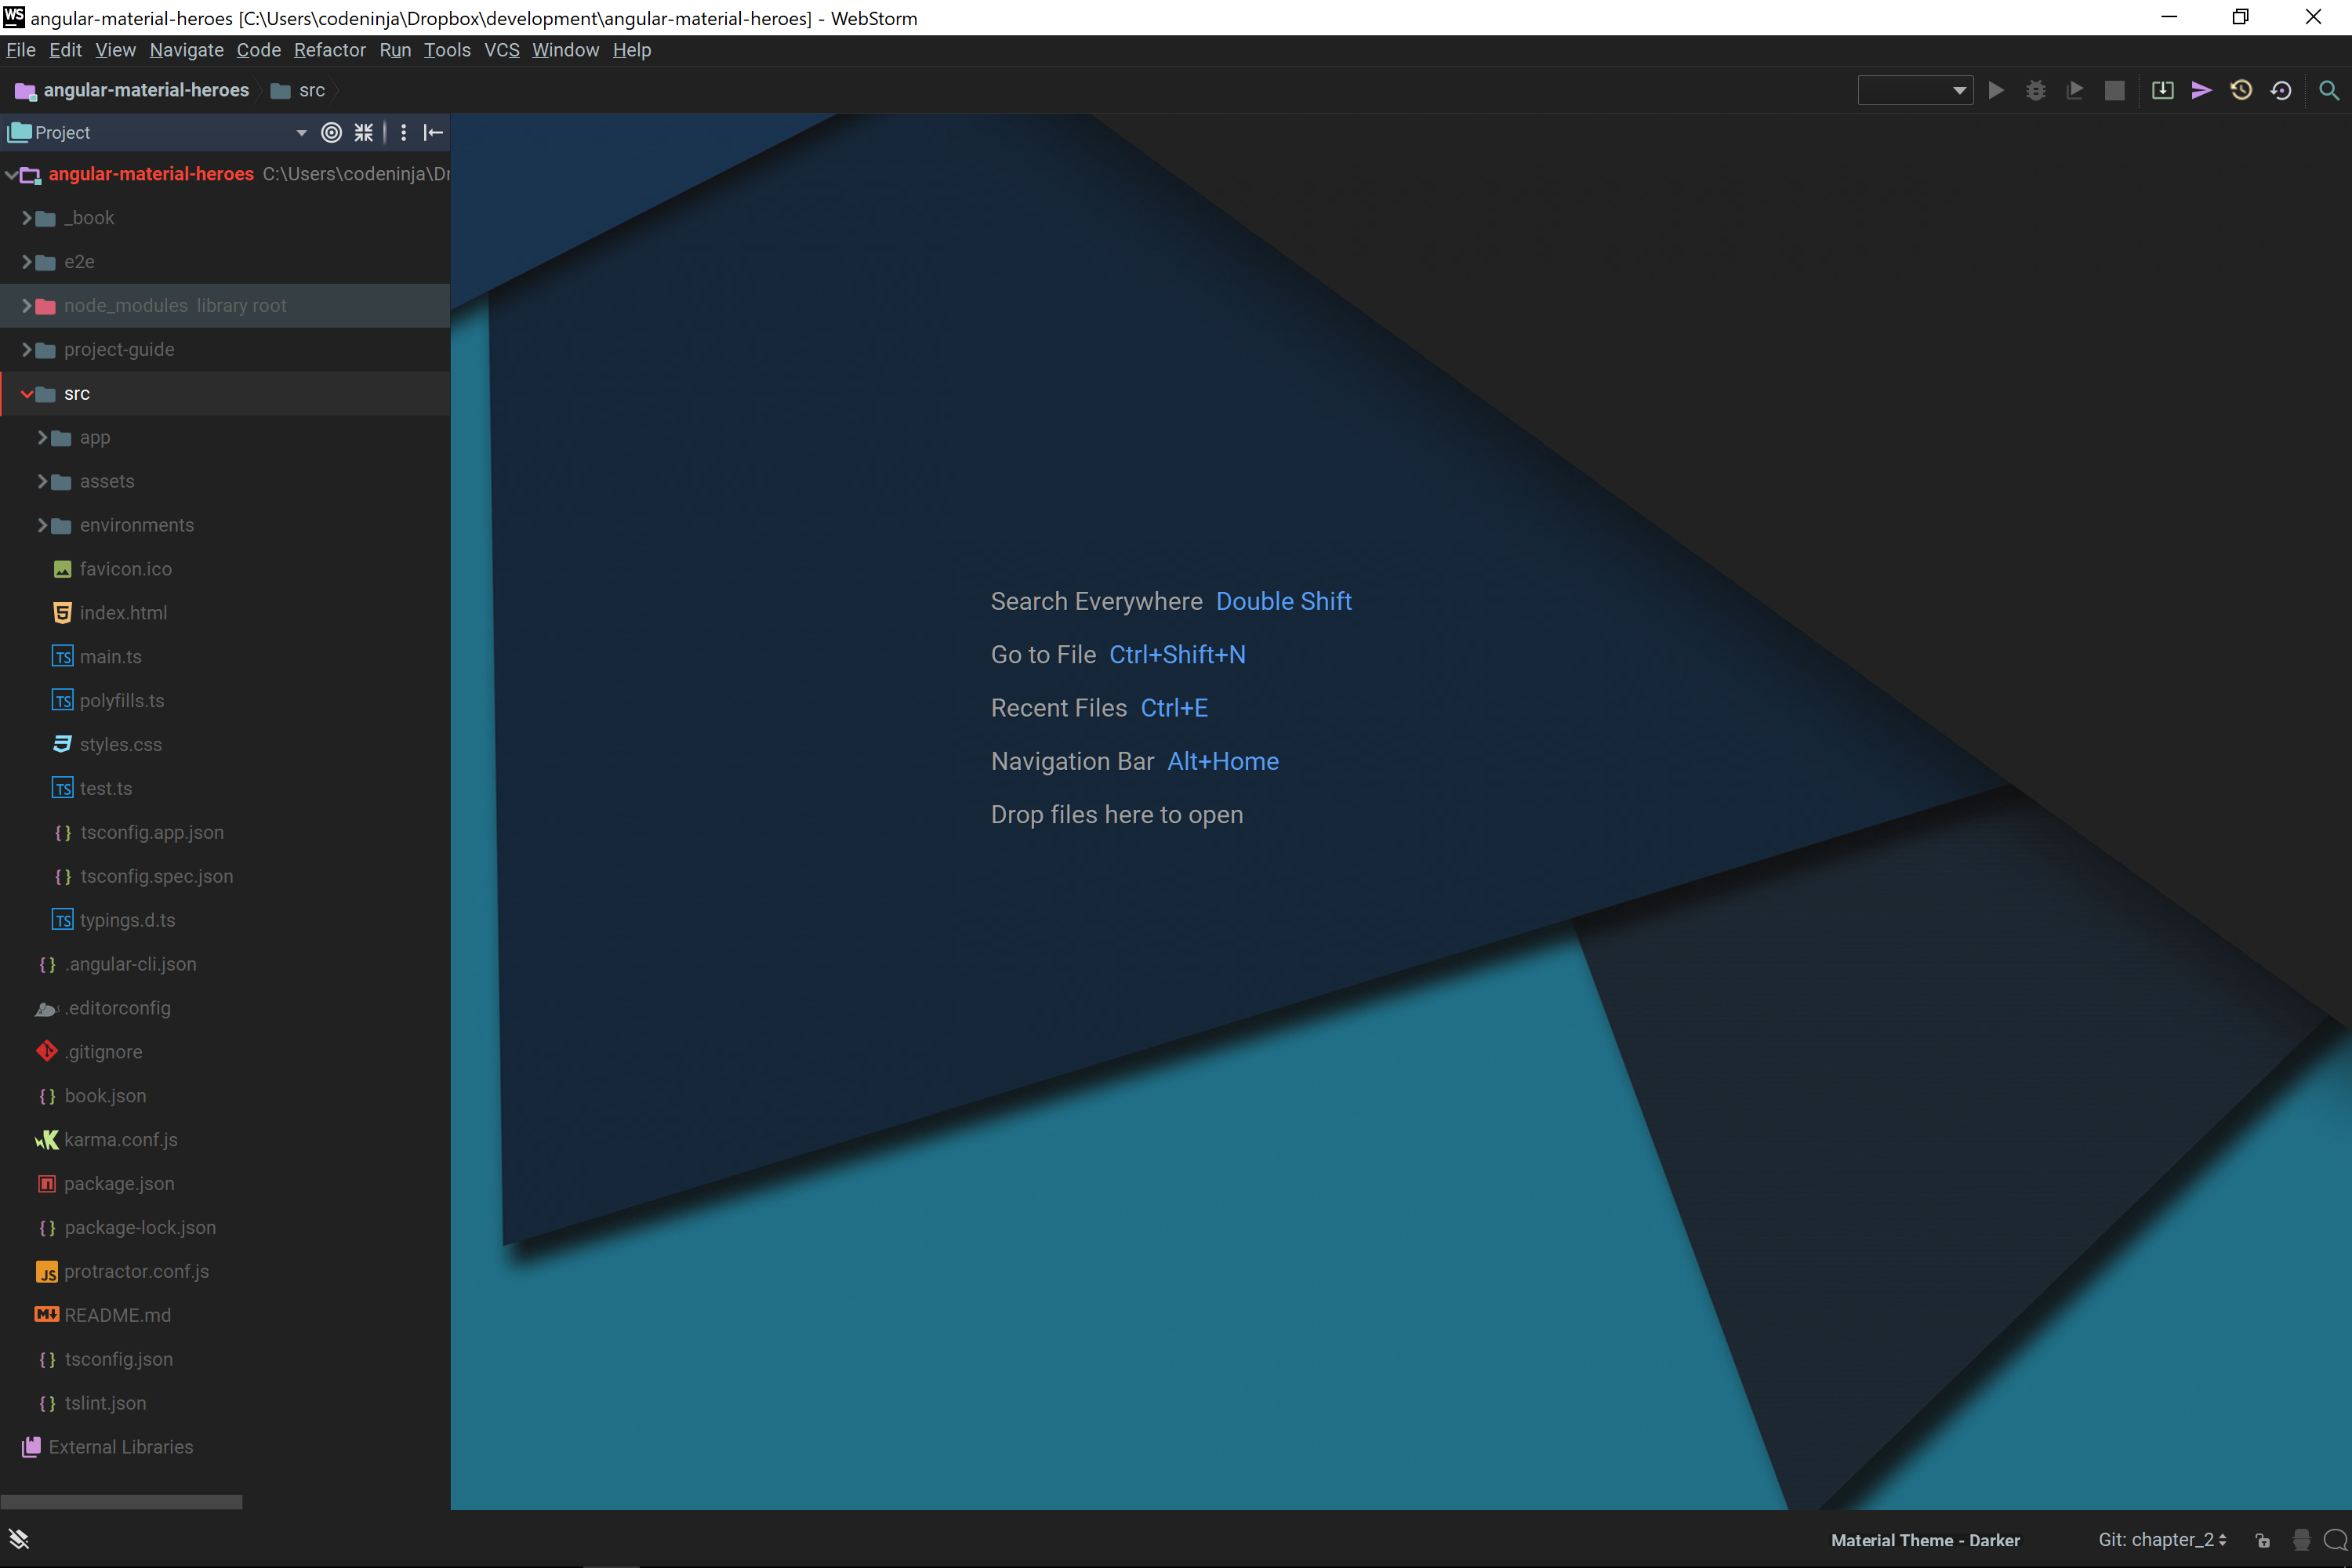 WS angular-material-heroes [C:\Users\codeninja\Dropbox\development\angular-material-heroes] - WebStorm
File Edit View Navigate Code Refactor Run Tools VCS Window Help
angular-material-heroes src
Project
angular-material-heroes C:\Users\codeninja\Dr
_book
e2e
node_modules library root
project-guide
src
app
assets
environments
favicon.ico
index.html
TS main.ts
TS polyfills.ts
styles.css
TS test.ts
{} tsconfig.app.json
{} tsconfig.spec.json
TS typings.d.ts
{} .angular-cli.json
.editorconfig
.gitignore
{} book.json
karma.conf.js
package.json
{} package-lock.json
JS protractor.conf.js
README.md
{} tsconfig.json
{} tslint.json
External Libraries
Search Everywhere Double Shift
Go to File Ctrl+Shift+N
Recent Files Ctrl+E
Navigation Bar Alt+Home
Drop files here to open
Material Theme - Darker Git: chapter_2